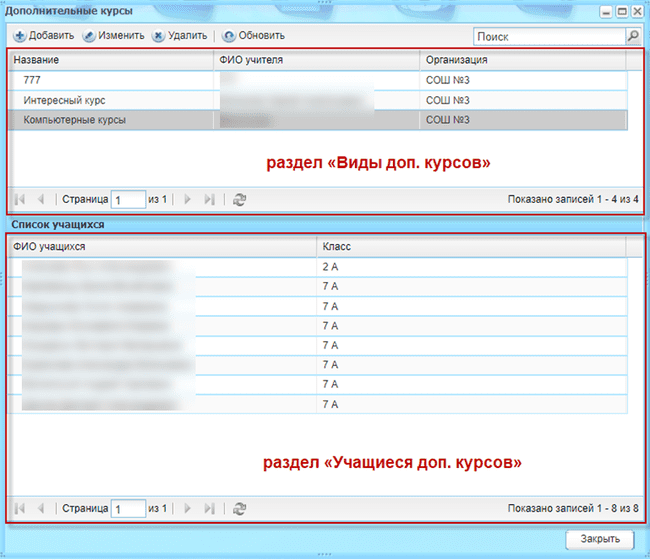 Дополнительные курсы
Добавить Изменить Удалить Обновить Поиск
Название ФИО учителя Организация
777 СОШ №3
Интересный курс СОШ №3
Компьютерные курсы СОШ №3
раздел «Виды доп. курсов»
Страница 1 из 1 Показано записей 1 - 4 из 4
Список учащихся
ФИО учащихся Класс
2 А
7 А
7 А
7 А
7 А
7 А
7 А
7 А
раздел «Учащиеся доп. курсов»
Страница 1 из 1 Показано записей 1 - 8 из 8
Закрыть